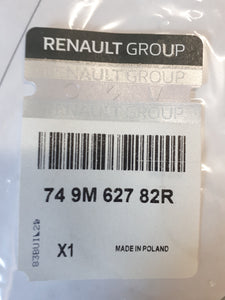 RENAULT GROUP
RENAULT GROUP
74 9M 627 82R
X1
MADE IN POLAND